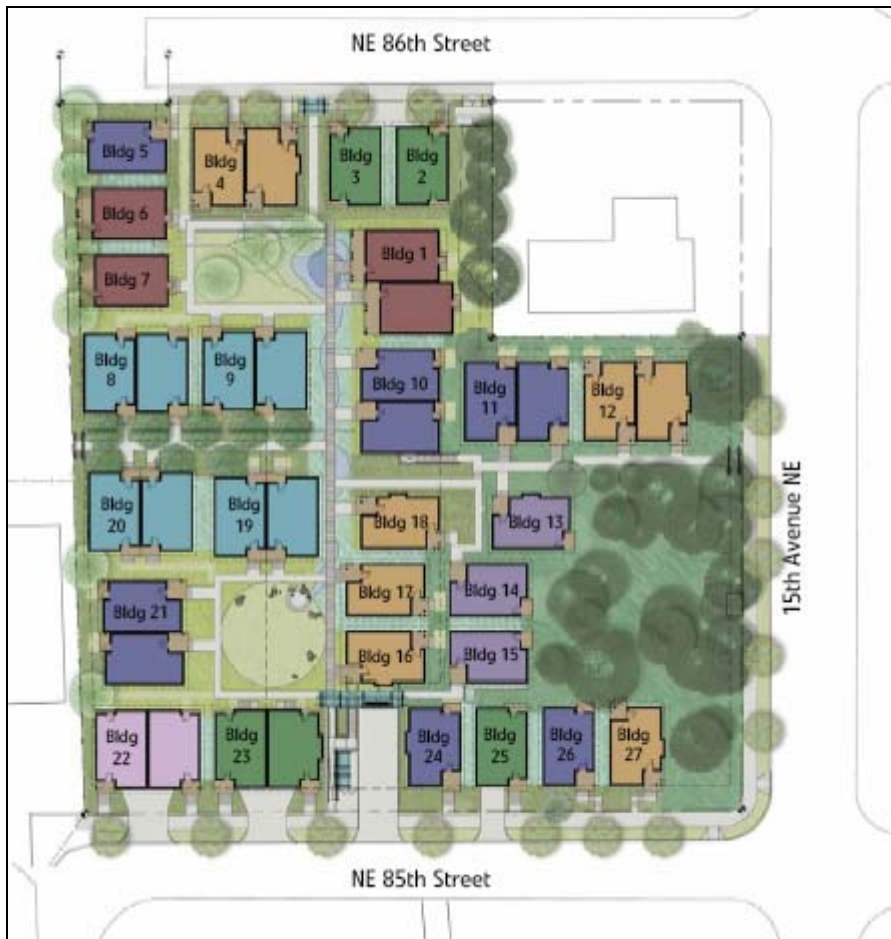 NE 86th Street
Bldg 5
Bldg
4
Bldg
3
Bldg
2
Bldg 6
Bldg 1
Bldg 7
Bldg
8
Bldg
9
Bldg 10
Bldg
11
Bldg
12
Bldg
20
Bldg
19
Bldg 18
Bldg 13
15th Avenue NE
Bldg 17
Bldg 14
Bldg 21
Bldg 16
Bldg 15
Bldg
22
Bldg
23
Bldg
24
Bldg
25
Bldg
26
Bldg
27
NE 85th Street